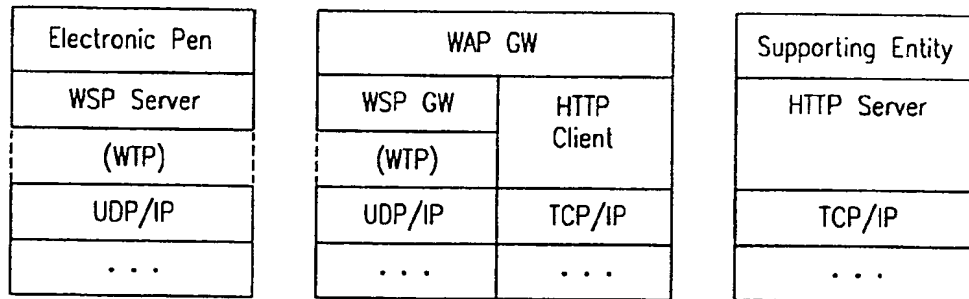 Electronic Pen
WSP Server
(WTP)
UDP/IP
. . .
WAP GW
WSP GW
(WTP)
UDP/IP
. . .
HTTP
Client
TCP/IP
. . .
Supporting Entity
HTTP Server
TCP/IP
. . .